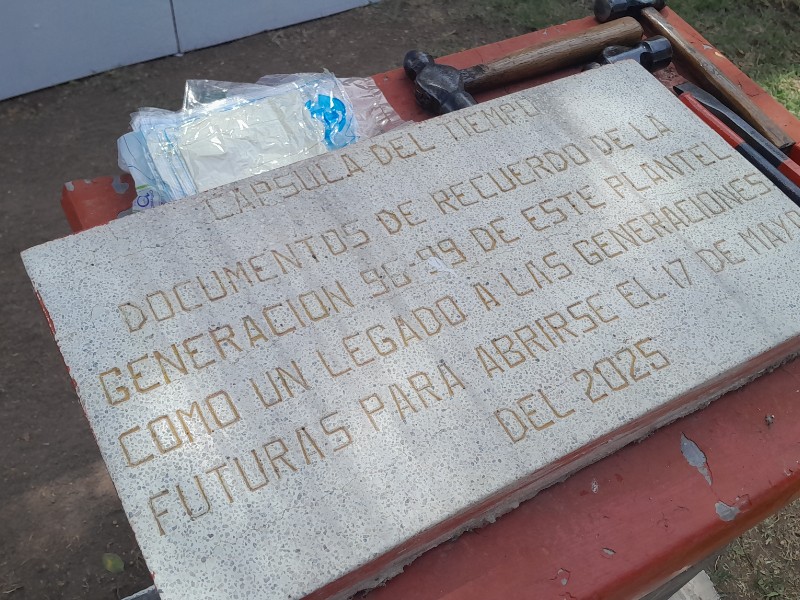 CAPSULA DEL TIEMPO
DOCUMENTOS DE RECUERDO DE LA
GENERACION 96-99 DE ESTE PLANTEL
COMO UN LEGADO A LAS GENERACIONES
FUTURAS PARA ABRIRSE EL 17 DE MAYO
DEL 2025